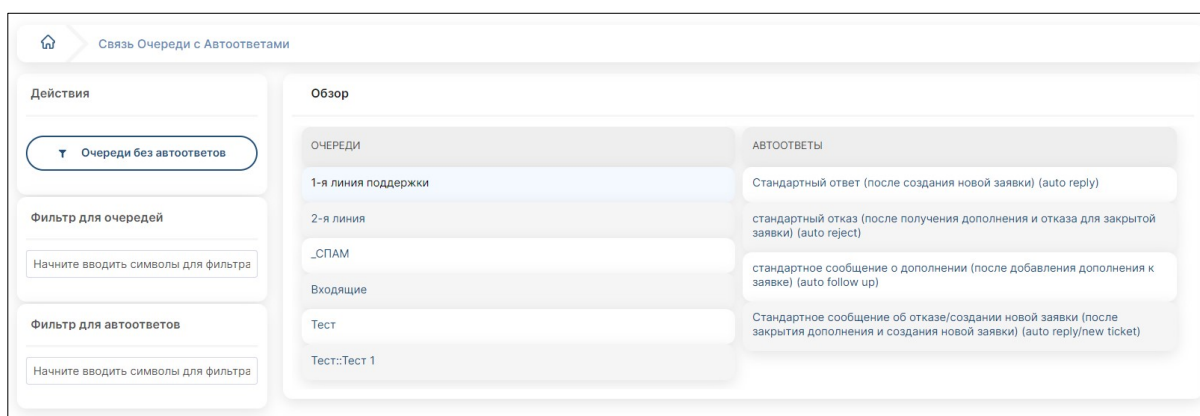 Связь Очереди с Автоответами
Действия
Очереди без автоответов
Фильтр для очередей
Начните вводить символы для фильтра
Фильтр для автоответов
Начните вводить символы для фильтра
Обзор
ОЧЕРЕДИ
1-я линия поддержки
2-я линия
_СПАМ
Входящие
Тест
Тест::Тест 1
АВТООТВЕТЫ
Стандартный ответ (после создания новой заявки) (auto reply)
стандартный отказ (после получения дополнения и отказа для закрытой
заявки) (auto reject)
стандартное сообщение о дополнении (после добавления дополнения к
заявке) (auto follow up)
Стандартное сообщение об отказе/создании новой заявки (после
закрытия дополнения и создания новой заявки) (auto reply/new ticket)